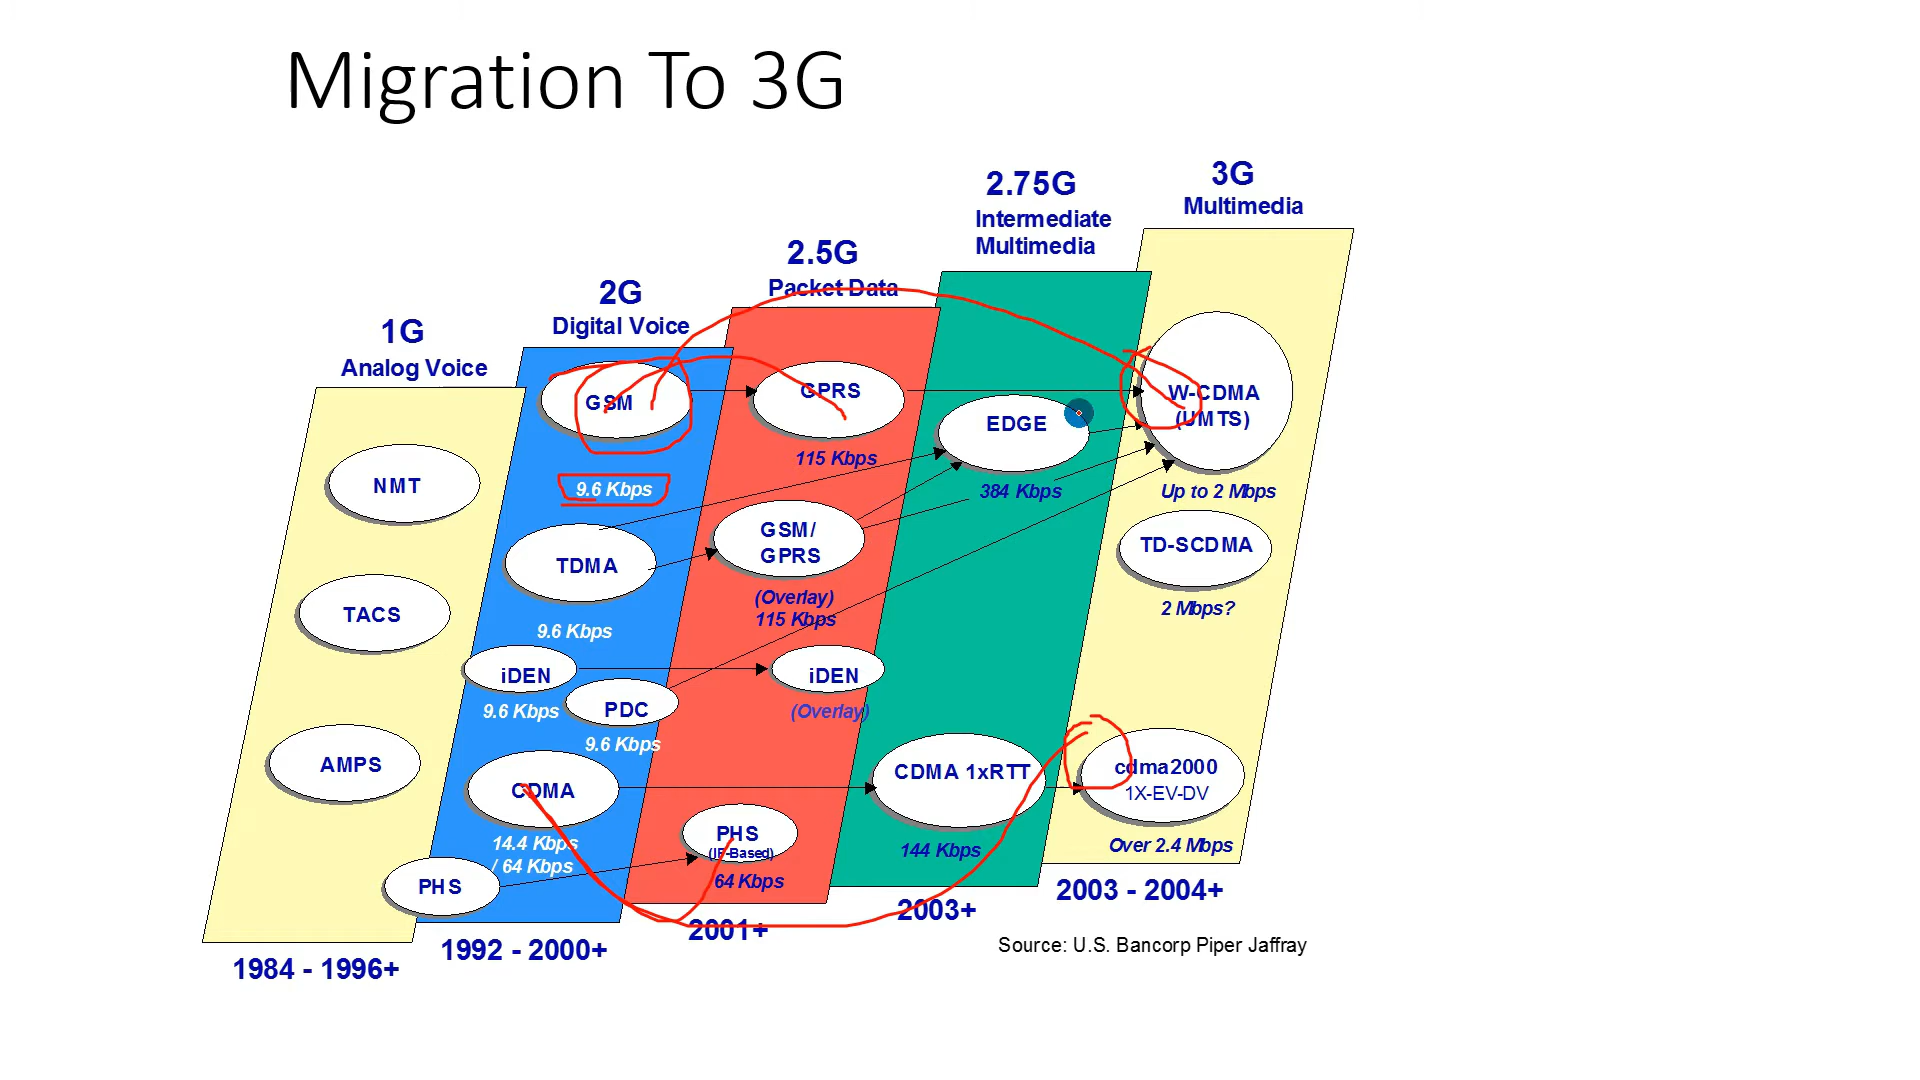 Migration To 3G
1G
Analog Voice
NMT
TACS
AMPS
1984 - 1996+
2G
Digital Voice
GSM
9.6 Kbps
TDMA
9.6 Kbps
iDEN
9.6 Kbps
PDC
9.6 Kbps
CDMA
14.4 Kbps
/ 64 Kbps
PHS
1992 - 2000+
2.5G
Packet Data
GPRS
115 Kbps
GSM/
GPRS
(Overlay)
115 Kbps
iDEN
(Overlay)
PHS
(IP-Based)
64 Kbps
2001+
2.75G
Intermediate
Multimedia
EDGE
384 Kbps
CDMA 1xRTT
144 Kbps
2003+
3G
Multimedia
W-CDMA
(UMTS)
Up to 2 Mbps
TD-SCDMA
2 Mbps?
cdma2000
1X-EV-DV
Over 2.4 Mbps
2003 - 2004+
Source: U.S. Bancorp Piper Jaffray